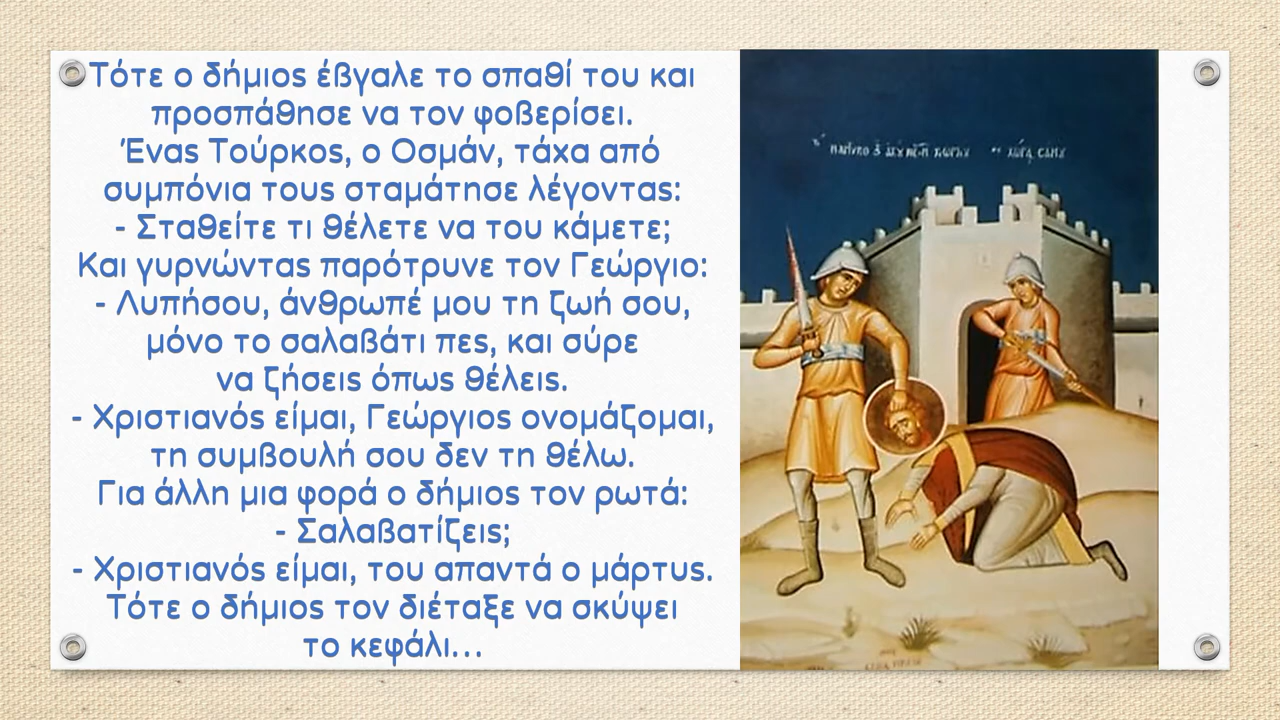 Τότε ο δήμιος έβγαλε το σπαθί του και
προσπάθησε να τον φοβερίσει.
Ένας Τούρκος, ο Οσμάν, τάχα από
συμπόνια τους σταμάτησε λέγοντας:
- Σταθείτε τι θέλετε να του κάμετε;
Και γυρνώντας παρότρυνε τον Γεώργιο:
- Λυπήσου, άνθρωπέ μου τη ζωή σου,
μόνο το σαλαβάτι πες, και σύρε
να ζήσεις όπως θέλεις.
- Χριστιανός είμαι, Γεώργιος ονομάζομαι,
τη συμβουλή σου δεν τη θέλω.
Για άλλη μια φορά ο δήμιος τον ρωτά:
- Σαλαβατίζεις;
- Χριστιανός είμαι, του απαντά ο μάρτυς.
Τότε ο δήμιος τον διέταξε να σκύψει
το κεφάλι...